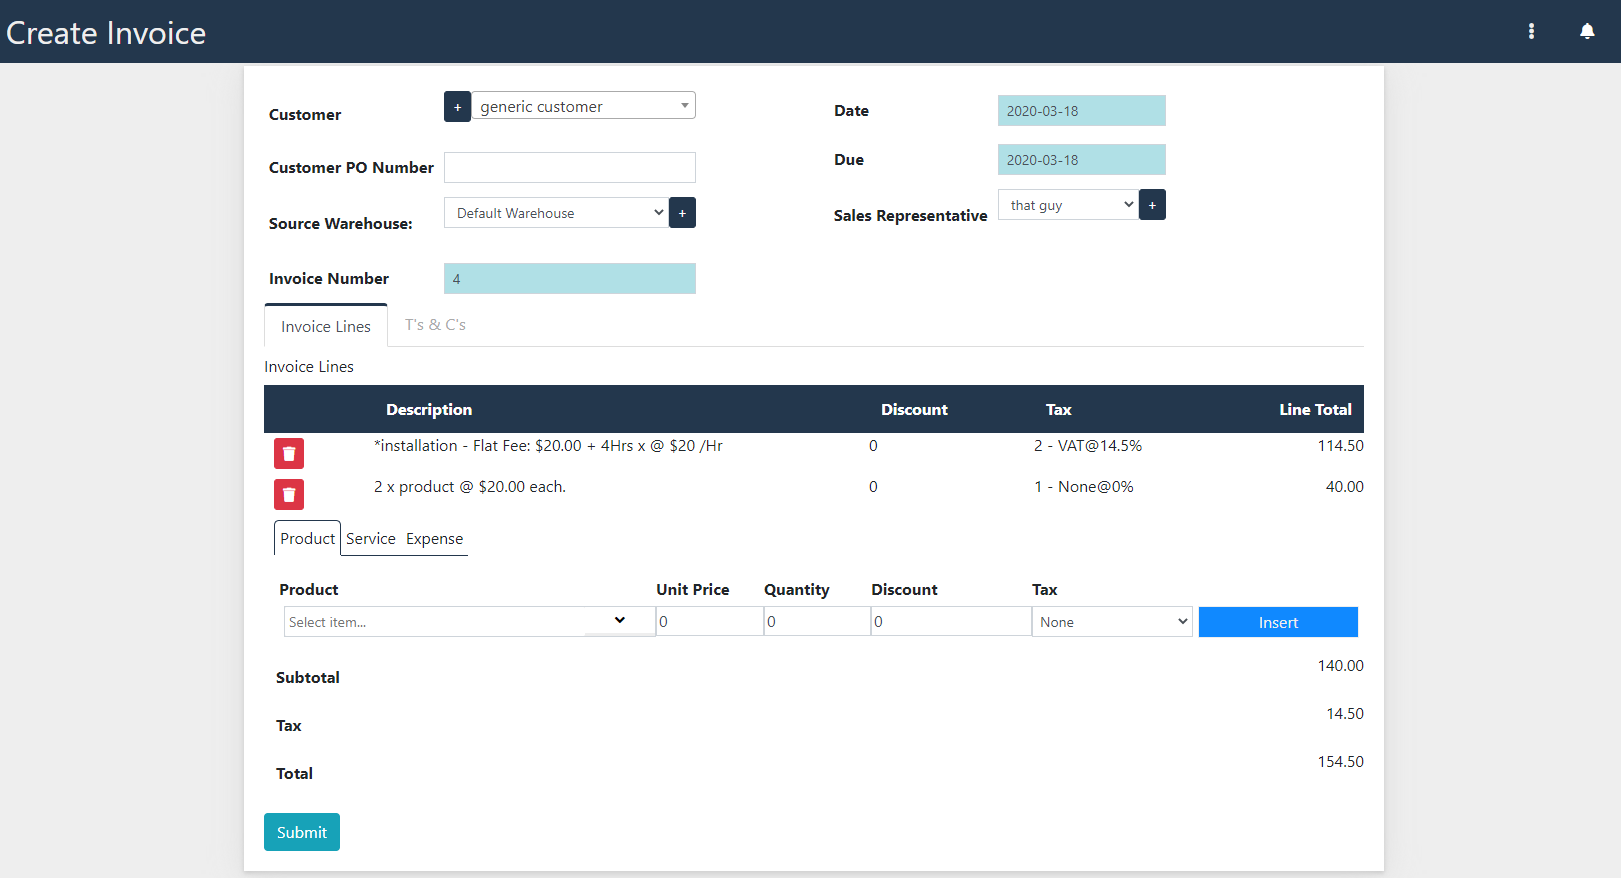 Create Invoice
Customer
+
generic customer
Date
2020-03-18
Customer PO Number
Due
2020-03-18
Source Warehouse:
Default Warehouse
+
Sales Representative
that guy
+
Invoice Number
4
Invoice Lines
T's & C's
Invoice Lines
Description Discount Tax Line Total
*installation - Flat Fee: $20.00 + 4Hrs x @ $20 /Hr 0 2 - VAT@14.5% 114.50
2 x product @ $20.00 each. 0 1 - None@0% 40.00
Product Service Expense
Product Unit Price Quantity Discount Tax
Select item... 0 0 0 None Insert
Subtotal 140.00
Tax 14.50
Total 154.50
Submit